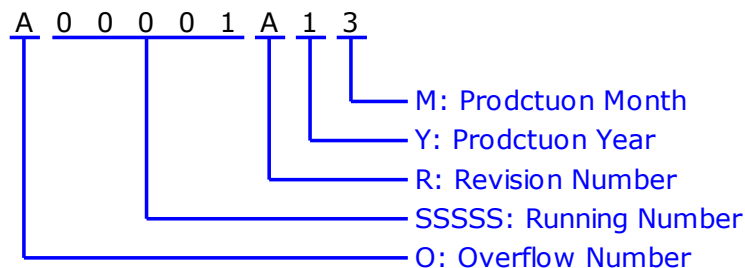 A 0 0 0 0 1 A 1 3
M: Prodctuon Month
Y: Prodctuon Year
R: Revision Number
SSSSS: Running Number
O: Overflow Number